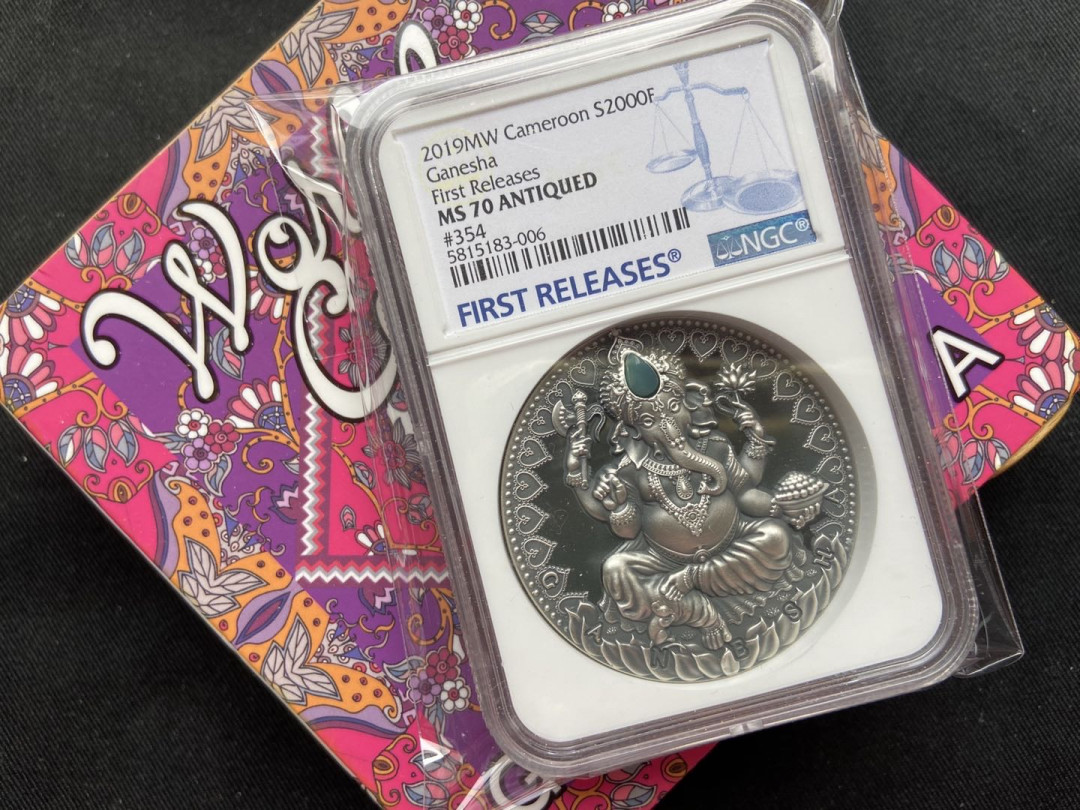 2019MW Cameroon S2000F
Ganesha
First Releases
MS 70 ANTIQUED
#354
5815183-006
NGC®
FIRST RELEASES®
A
G A N E S H